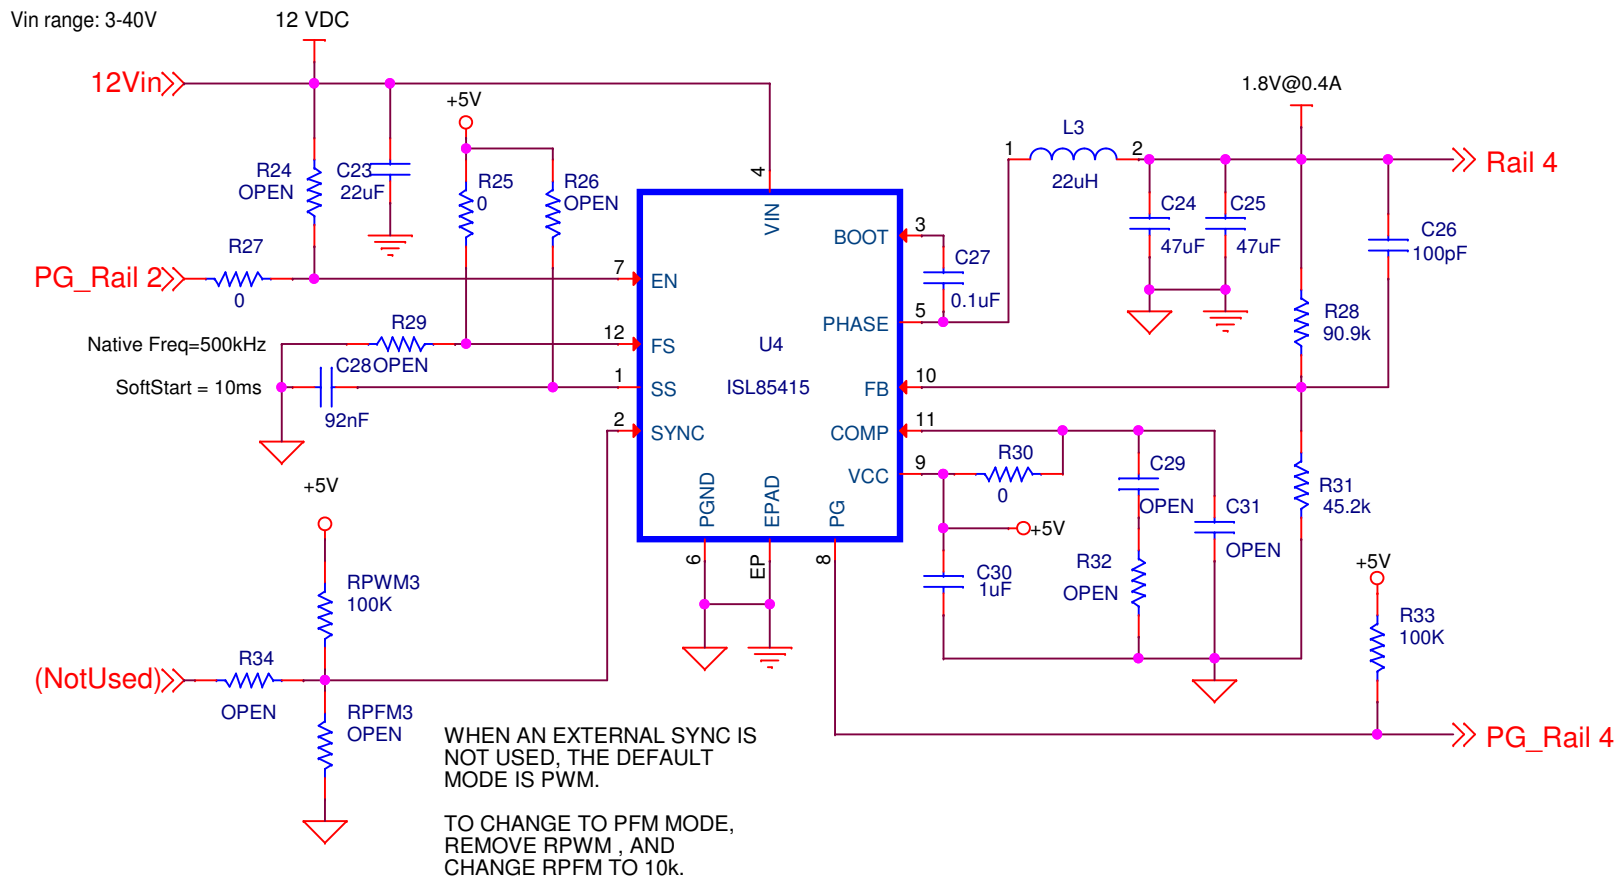 Vin range: 3-40V
12 VDC
12Vin
+5V
1.8V@0.4A
L3
1
2
22uH
Rail 4
R24
OPEN
C23
22uF
R25
0
R26
OPEN
4
VIN
C24
47uF
C25
47uF
C26
100pF
R27
0
PG_Rail 2
7
EN
BOOT
3
C27
0.1uF
PHASE
5
R28
90.9k
Native Freq=500kHz
R29
OPEN
12
FS
U4
ISL85415
SoftStart = 10ms
C28
92nF
1
SS
FB
10
2
SYNC
COMP
11
VCC
9
R30
0
C29
OPEN
C31
OPEN
R31
45.2k
PGND
EPAD
PG
6
EP
8
+5V
C30
1uF
R32
OPEN
+5V
R33
100K
+5V
RPWM3
100K
(NotUsed)
R34
OPEN
RPFM3
OPEN
PG_Rail 4
WHEN AN EXTERNAL SYNC IS
NOT USED, THE DEFAULT
MODE IS PWM.
TO CHANGE TO PFM MODE,
REMOVE RPWM , AND
CHANGE RPFM TO 10k.